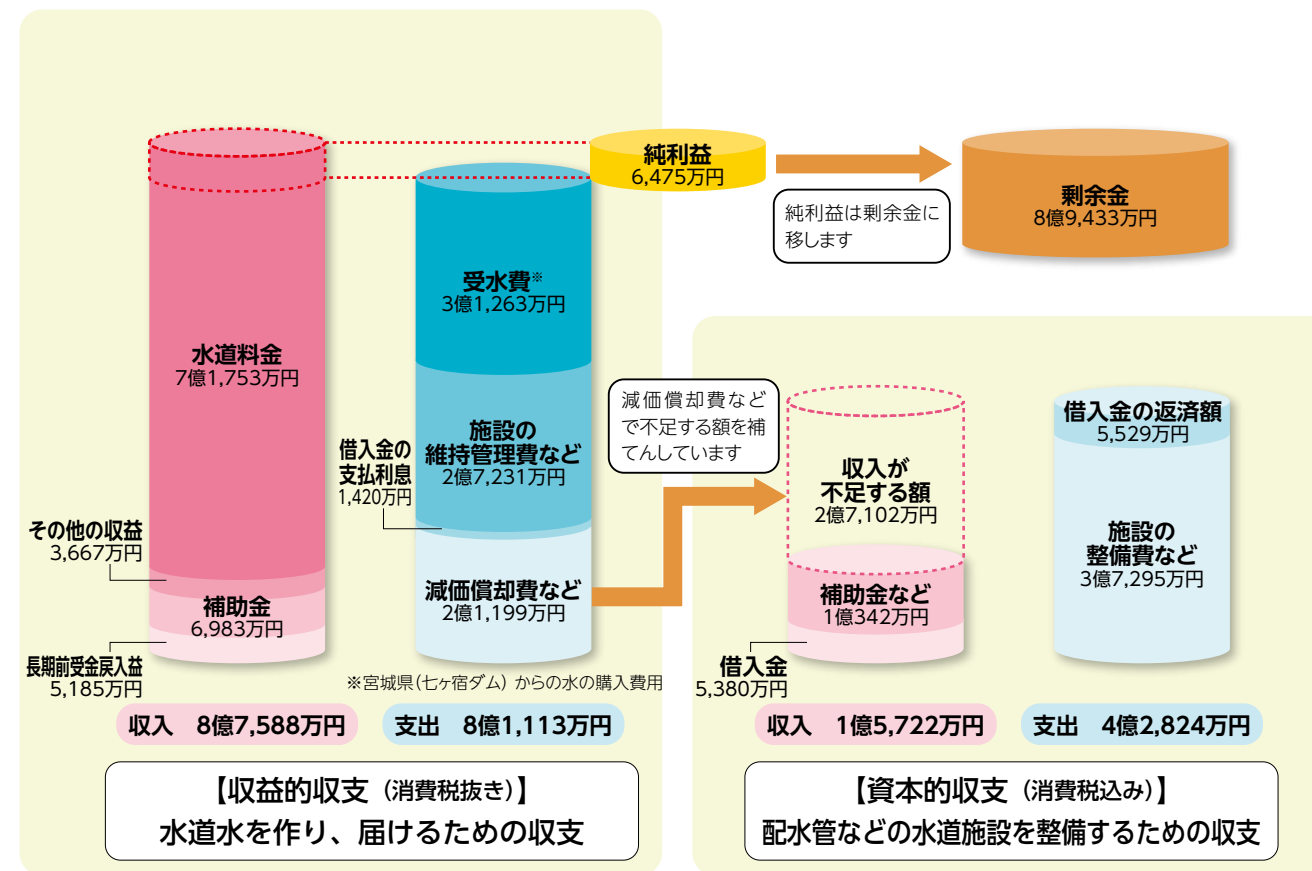 純利益
6,475万円
純利益は剰余金に
移します
剰余金
8億9,433万円
水道料金
7億1,753万円
その他の収益
3,667万円
補助金
6,983万円
長期前受金戻入益
5,185万円
受水費※
3億1,263万円
施設の
維持管理費など
2億7,231万円
借入金の
支払利息
1,420万円
減価償却費など
2億1,199万円
※宮城県(七ヶ宿ダム) からの水の購入費用
収入 8億7,588万円
支出 8億1,113万円
【収益的収支(消費税抜き)】
水道水を作り、届けるための収支
減価償却費など
で不足する額を補
てんしています
収入が
不足する額
2億7,102万円
補助金など
1億342万円
借入金
5,380万円
借入金の返済額
5,529万円
施設の
整備費など
3億7,295万円
収入 1億5,722万円
支出 4億2,824万円
【資本的収支(消費税込み)】
配水管などの水道施設を整備するための収支